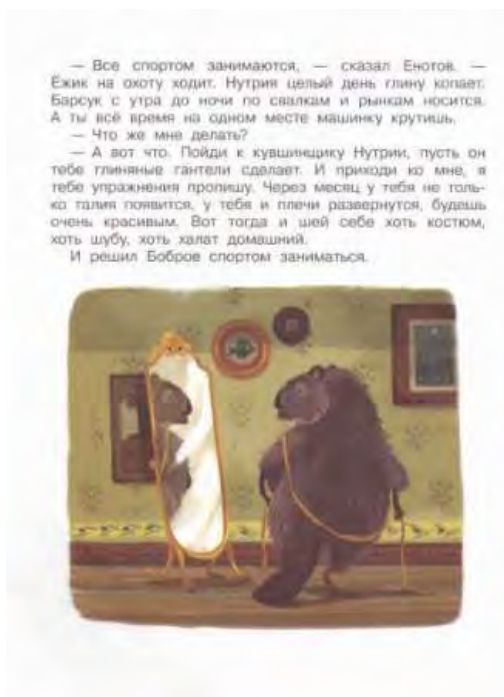 — Все спортом занимаются, — сказал Енотов. —
Ежик на охоту ходит. Нутрия целый день глину копает.
Барсук с утра до ночи по свалкам и рынкам носится.
А ты всё время на одном месте машинку крутишь.
— Что же мне делать?
— А вот что. Пойди к кувшинщику Нутрии, пусть он
тебе глиняные гантели сделает. И приходи ко мне, я
тебе упражнения пропишу. Через месяц у тебя не толь-
ко талия появится, у тебя и плечи развернутся, будешь
очень красивым. Вот тогда и шей себе хоть костюм,
хоть шубу, хоть халат домашний.
И решил Бобров спортом заниматься.